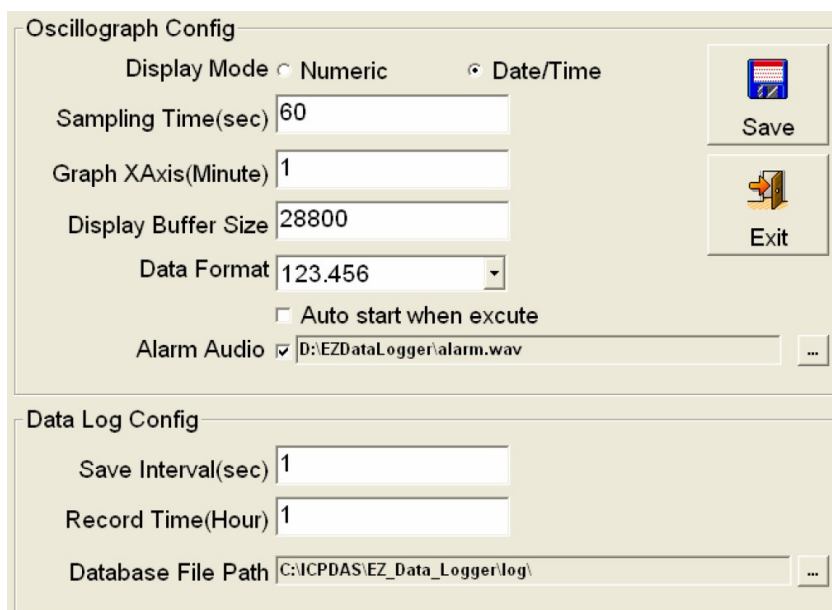 Oscillograph Config
Display Mode Numeric Date/Time
Sampling Time(sec) 60
Save
Graph XAxis(Minute) 1
Display Buffer Size 28800
Exit
Data Format 123.456
Auto start when excute
Alarm Audio D:\EZDataLogger\alarm.wav ...
Data Log Config
Save Interval(sec) 1
Record Time(Hour) 1
Database File Path C:\ICPDAS\EZ_Data_Logger\log\ ...